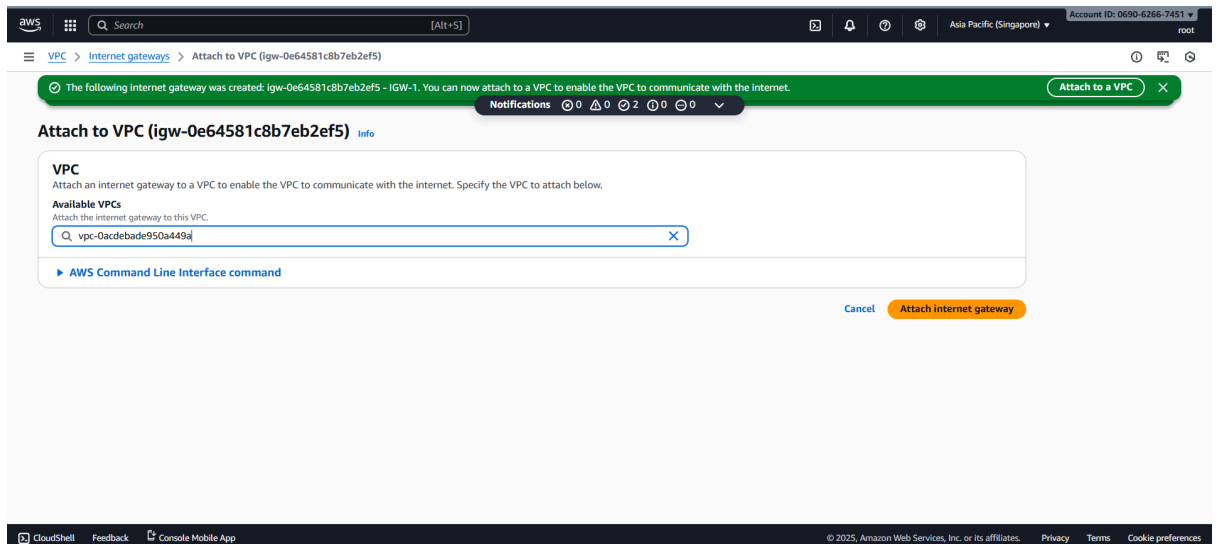 aws
Search
[Alt+S]
Asia Pacific (Singapore)
Account ID: 0690-6266-7451
root
VPC > Internet gateways > Attach to VPC (igw-0e64581c8b7eb2ef5)
The following internet gateway was created: igw-0e64581c8b7eb2ef5 - IGW-1. You can now attach to a VPC to enable the VPC to communicate with the internet.
Attach to a VPC
Notifications 0 0 2 0 0
Attach to VPC (igw-0e64581c8b7eb2ef5) Info
VPC
Attach an internet gateway to a VPC to enable the VPC to communicate with the internet. Specify the VPC to attach below.
Available VPCs
Attach the internet gateway to this VPC.
vpc-0acdebade950a449a
AWS Command Line Interface command
Cancel
Attach internet gateway
CloudShell Feedback Console Mobile App
© 2025, Amazon Web Services, Inc. or its affiliates. Privacy Terms Cookie preferences